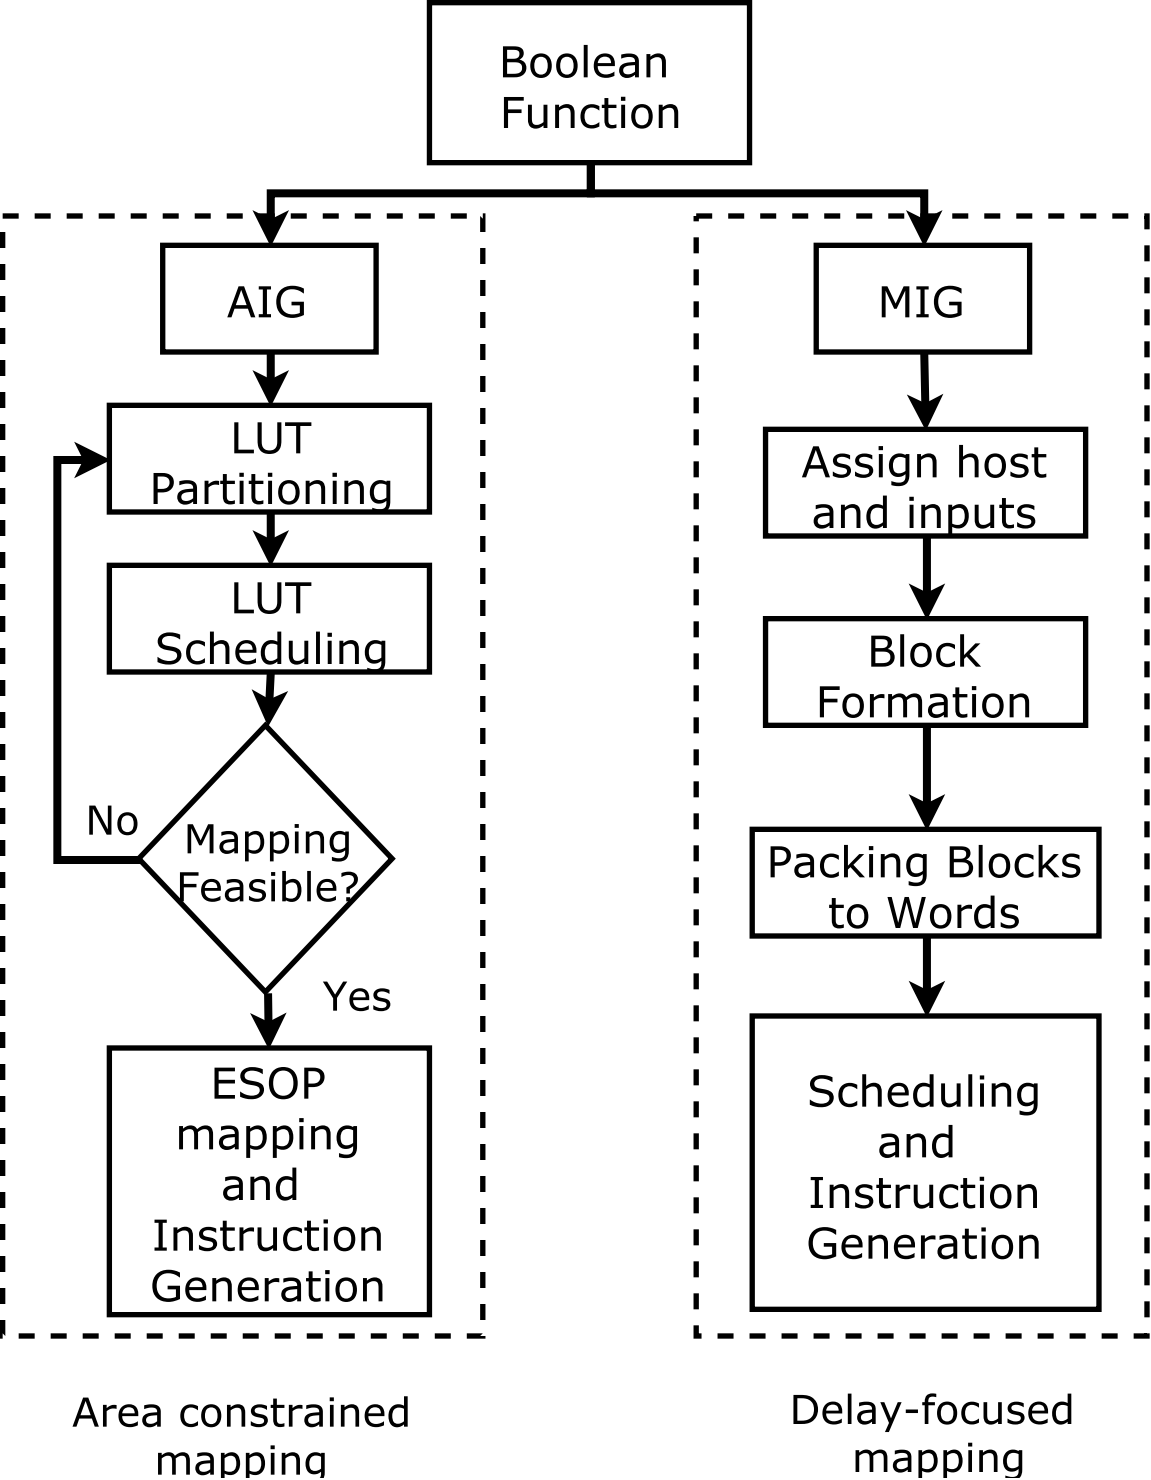 Boolean
Function
AIG
LUT
Partitioning
LUT
Scheduling
No
Mapping
Feasible?
Yes
ESOP
mapping
and
Instruction
Generation
Area constrained
mapping
MIG
Assign host
and inputs
Block
Formation
Packing Blocks
to Words
Scheduling
and
Instruction
Generation
Delay-focused
mapping